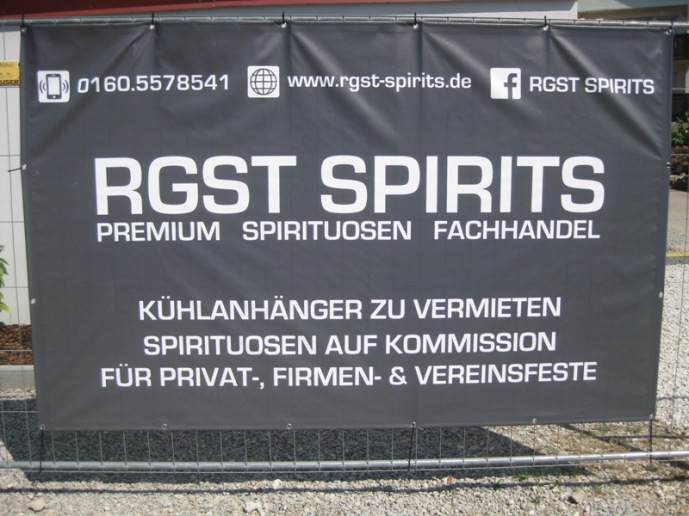 0160.5578541 www.rgst-spirits.de RGST SPIRITS
RGST SPIRITS
PREMIUM SPIRITUOSEN FACHHANDEL
KÜHLANHÄNGER ZU VERMIETEN
SPIRITUOSEN AUF KOMMISSION
FÜR PRIVAT-, FIRMEN- & VEREINSFESTE